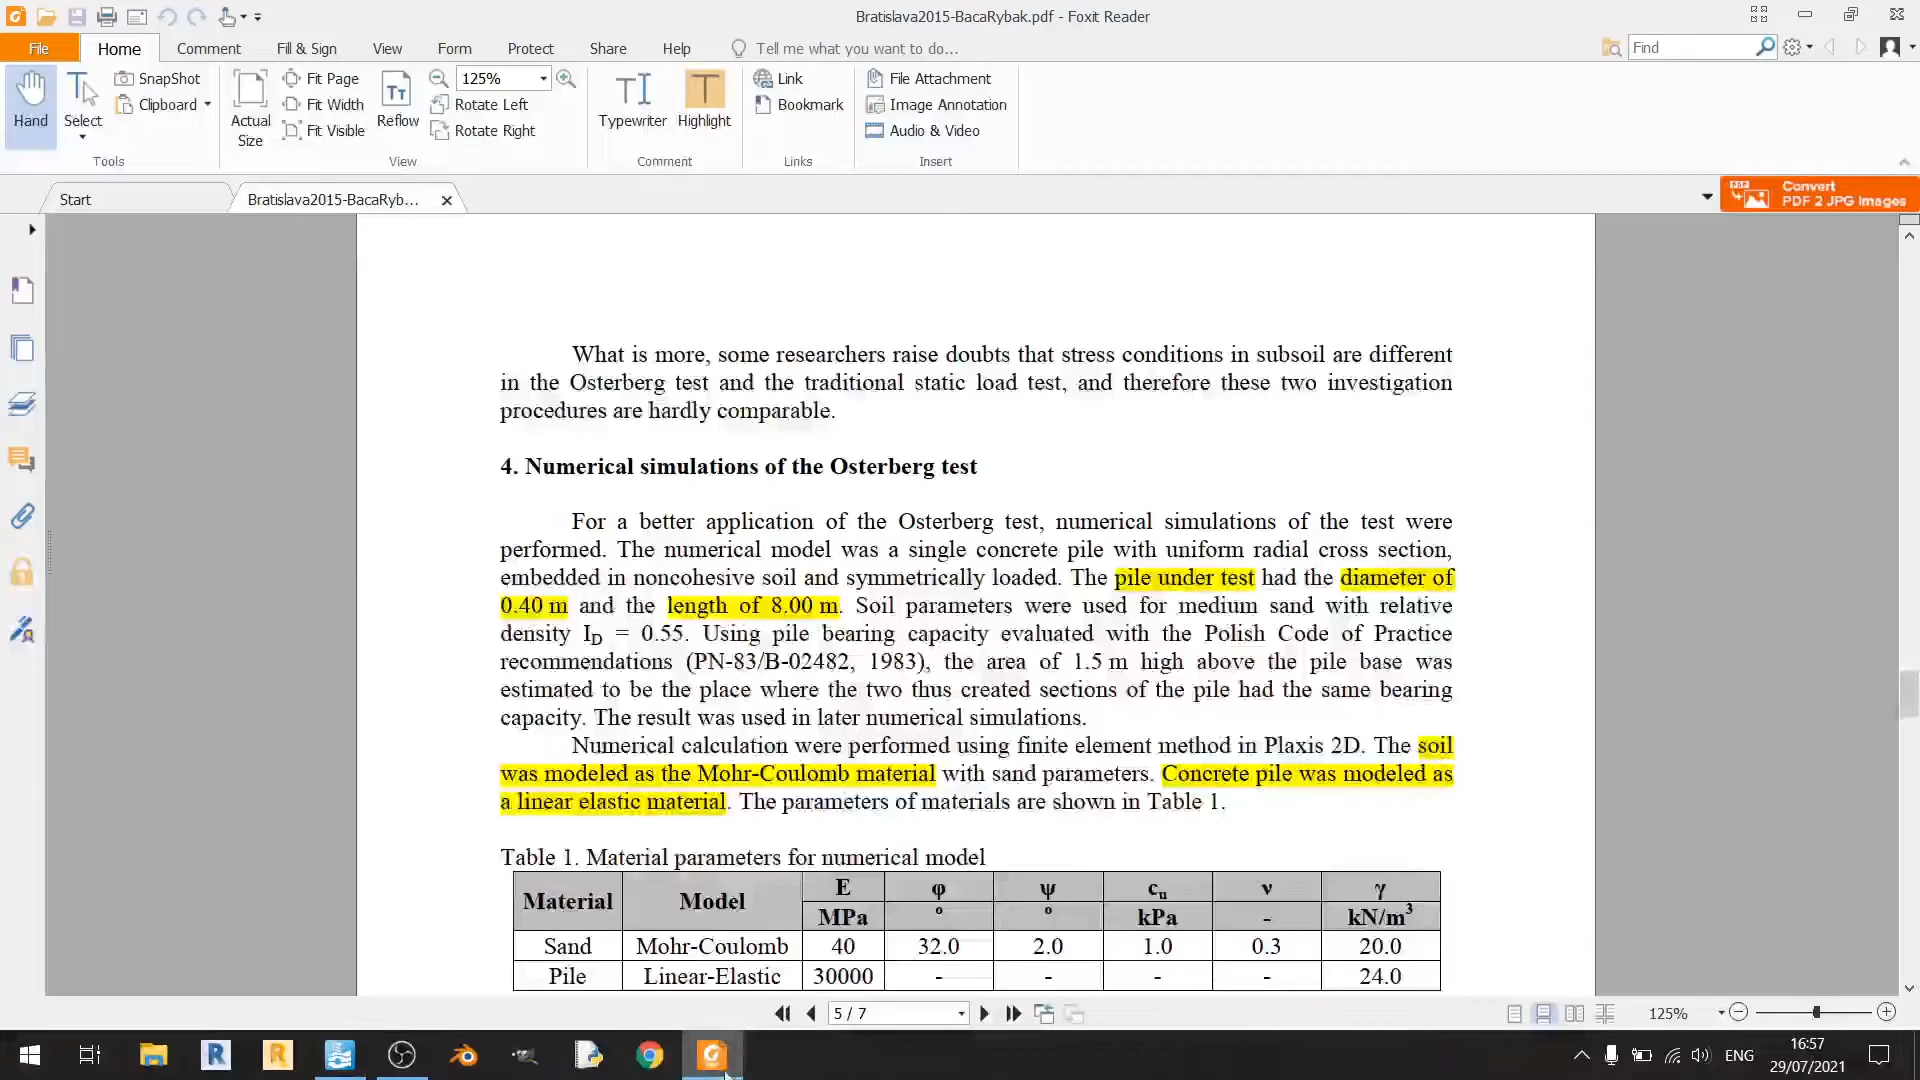 Bratislava2015-BacaRybak.pdf - Foxit Reader
File Home Comment Fill & Sign View Form Protect Share Help Tell me what you want to do... Find
Hand
Select
SnapShot
Clipboard
Tools
Actual
Size
Fit Page
Fit Width
Fit Visible
Reflow
125%
Rotate Left
Rotate Right
View
Typewriter
Highlight
Comment
Link
Bookmark
Links
File Attachment
Image Annotation
Audio & Video
Insert
Start
Bratislava2015-BacaRyb...
PDF
Convert
PDF 2 JPG Images
What is more, some researchers raise doubts that stress conditions in subsoil are different
in the Osterberg test and the traditional static load test, and therefore these two investigation
procedures are hardly comparable.
4. Numerical simulations of the Osterberg test
For a better application of the Osterberg test, numerical simulations of the test were
performed. The numerical model was a single concrete pile with uniform radial cross section,
embedded in noncohesive soil and symmetrically loaded. The pile under test had the diameter of
0.40 m and the length of 8.00 m. Soil parameters were used for medium sand with relative
density ID = 0.55. Using pile bearing capacity evaluated with the Polish Code of Practice
recommendations (PN-83/B-02482, 1983), the area of 1.5 m high above the pile base was
estimated to be the place where the two thus created sections of the pile had the same bearing
capacity. The result was used in later numerical simulations.
Numerical calculation were performed using finite element method in Plaxis 2D. The soil
was modeled as the Mohr-Coulomb material with sand parameters. Concrete pile was modeled as
a linear elastic material. The parameters of materials are shown in Table 1.
Table 1. Material parameters for numerical model
Material Model E φ ψ cu ν γ
MPa ° ° kPa - kN/m3
Sand Mohr-Coulomb 40 32.0 2.0 1.0 0.3 20.0
Pile Linear-Elastic 30000 - - - - 24.0
5 / 7
125%
ENG
16:57
29/07/2021